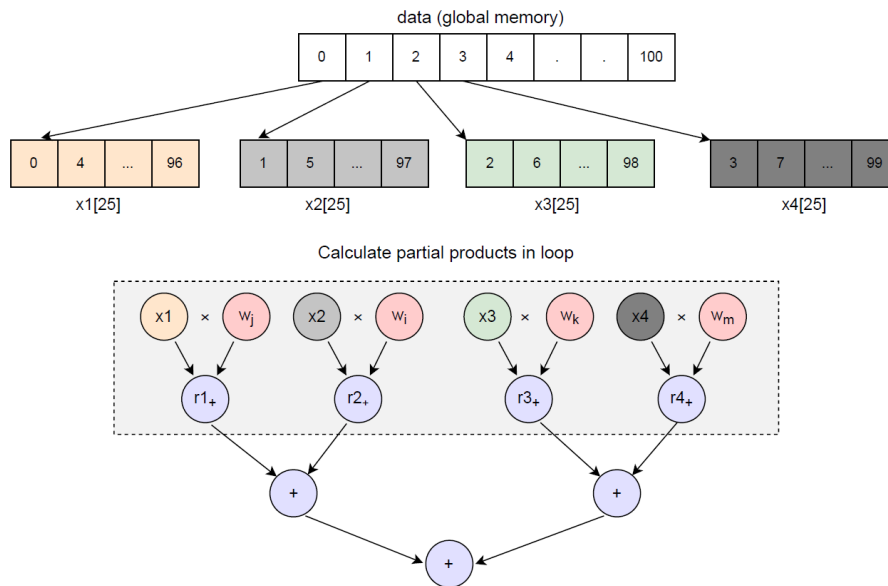 data (global memory)
0 1 2 3 4 . . 100
0 4 ... 96
1 5 ... 97
2 6 ... 98
3 7 ... 99
x1[25]
x2[25]
x3[25]
x4[25]
Calculate partial products in loop
x1 × wj x2 × wi x3 × wk x4 × wm
r1+ r2+ r3+ r4+
+ +
+